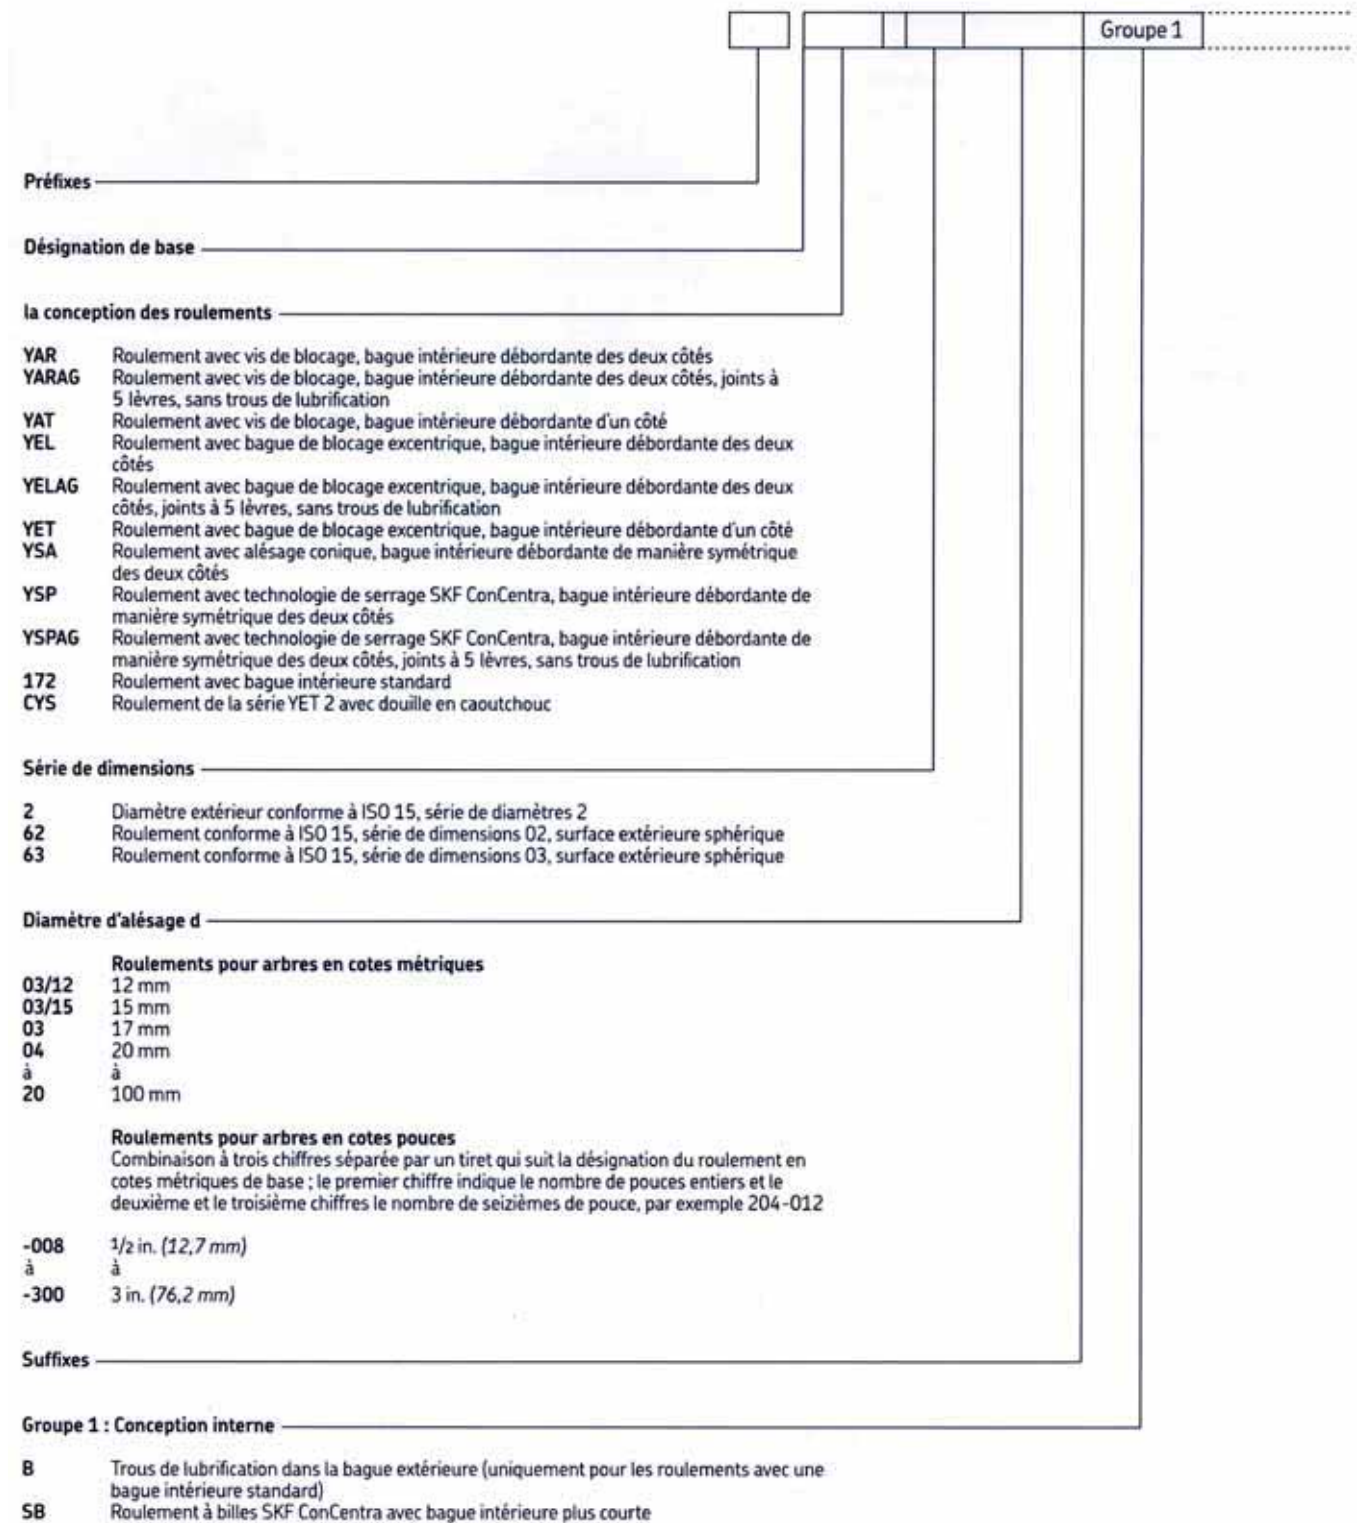 Groupe 1
Préfixes
Désignation de base
la conception des roulements
YAR Roulement avec vis de blocage, bague intérieure débordante des deux côtés
YARAG Roulement avec vis de blocage, bague intérieure débordante des deux côtés, joints à
5 lèvres, sans trous de lubrification
YAT Roulement avec vis de blocage, bague intérieure débordante d'un côté
YEL Roulement avec bague de blocage excentrique, bague intérieure débordante des deux
côtés
YELAG Roulement avec bague de blocage excentrique, bague intérieure débordante des deux
côtés, joints à 5 lèvres, sans trous de lubrification
YET Roulement avec bague de blocage excentrique, bague intérieure débordante d'un côté
YSA Roulement avec alésage conique, bague intérieure débordante de manière symétrique
des deux côtés
YSP Roulement avec technologie de serrage SKF ConCentra, bague intérieure débordante de
manière symétrique des deux côtés
YSPAG Roulement avec technologie de serrage SKF ConCentra, bague intérieure débordante de
manière symétrique des deux côtés, joints à 5 lèvres, sans trous de lubrification
172 Roulement avec bague intérieure standard
CYS Roulement de la série YET 2 avec douille en caoutchouc
Série de dimensions
2 Diamètre extérieur conforme à ISO 15, série de diamètres 2
62 Roulement conforme à ISO 15, série de dimensions 02, surface extérieure sphérique
63 Roulement conforme à ISO 15, série de dimensions 03, surface extérieure sphérique
Diamètre d'alésage d
Roulements pour arbres en cotes métriques
03/12 12 mm
03/15 15 mm
03 17 mm
04 20 mm
à à
20 100 mm
Roulements pour arbres en cotes pouces
Combinaison à trois chiffres séparée par un tiret qui suit la désignation du roulement en
cotes métriques de base ; le premier chiffre indique le nombre de pouces entiers et le
deuxième et le troisième chiffres le nombre de seizièmes de pouce, par exemple 204-012
-008 1/2 in. (12,7 mm)
à à
-300 3 in. (76,2 mm)
Suffixes
Groupe 1 : Conception interne
B Trous de lubrification dans la bague extérieure (uniquement pour les roulements avec une
bague intérieure standard)
SB Roulement à billes SKF ConCentra avec bague intérieure plus courte